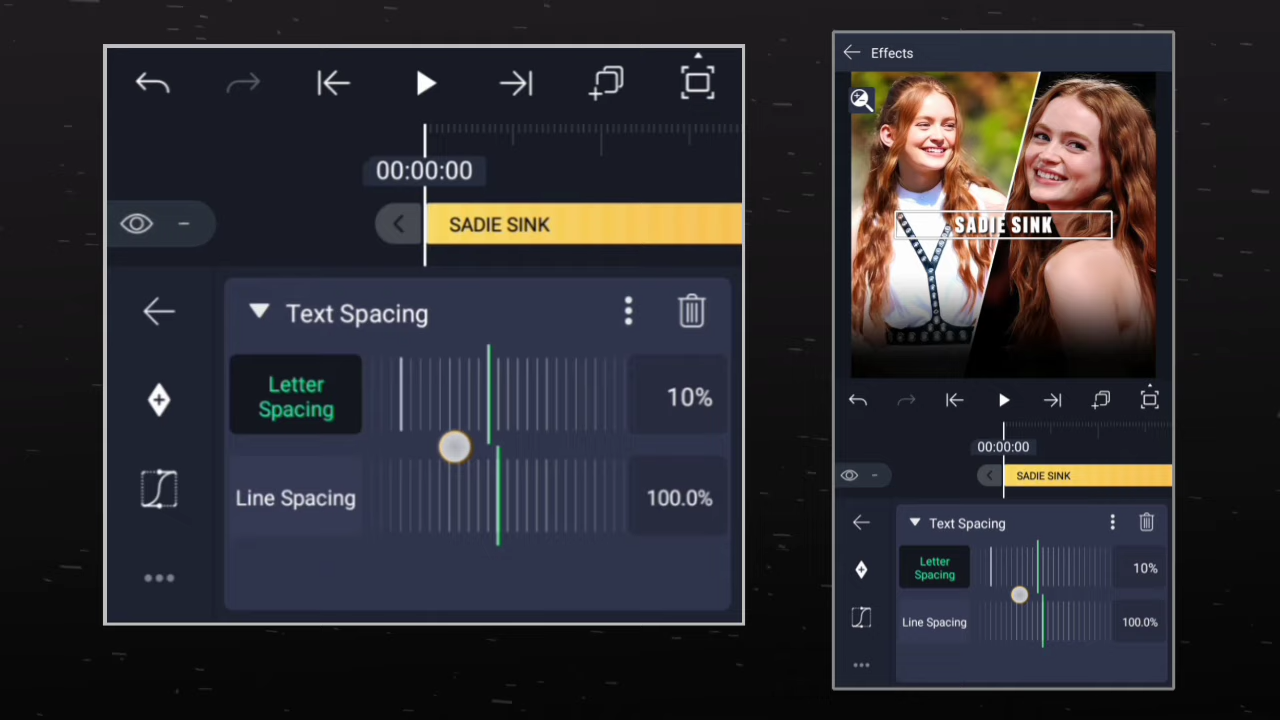 00:00:00
SADIE SINK
Text Spacing
Letter
Spacing
10%
Line Spacing
100.0%
Effects
SADIE SINK
00:00:00
SADIE SINK
Text Spacing
Letter
Spacing
10%
Line Spacing
100.0%